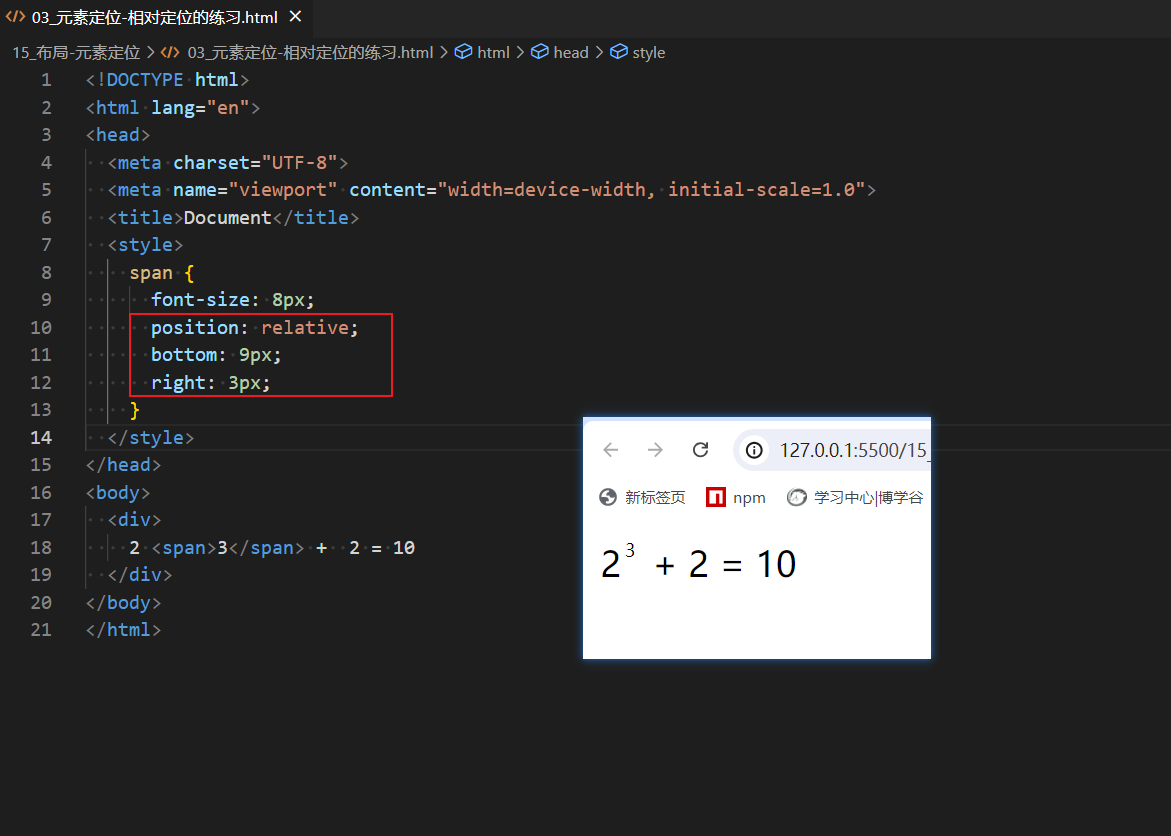 03_元素定位-相对定位的练习.html
15_布局-元素定位 > 03_元素定位-相对定位的练习.html > html > head > style
1 <!DOCTYPE html>
2 <html lang="en">
3 <head>
4 <meta charset="UTF-8">
5 <meta name="viewport" content="width=device-width, initial-scale=1.0">
6 <title>Document</title>
7 <style>
8 span {
9 font-size: 8px;
10 position: relative;
11 bottom: 9px;
12 right: 3px;
13 }
14 </style>
15 </head>
16 <body>
17 <div>
18 2 <span>3</span> +  2 = 10
19 </div>
20 </body>
21 </html>
127.0.0.1:5500/15_
新标签页 npm 学习中心|博学谷
2 3 + 2 = 10